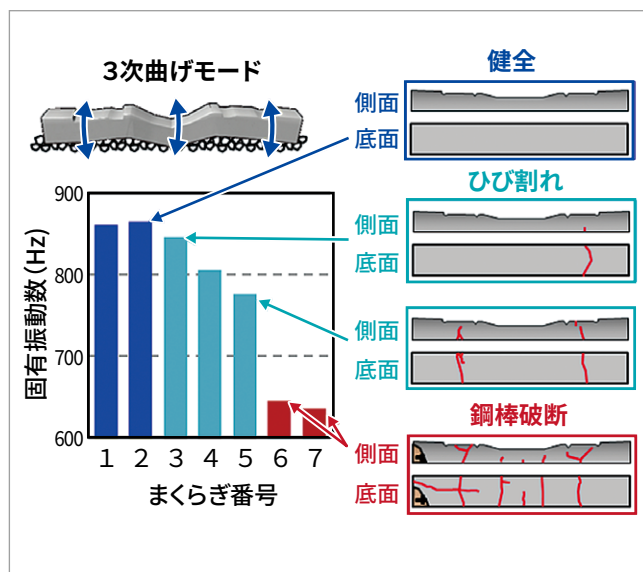 3次曲げモード
健全
側面
底面
ひび割れ
側面
底面
側面
底面
鋼棒破断
側面
底面
固有振動数(Hz)
900
800
700
600
1 2 3 4 5 6 7
まくらぎ番号